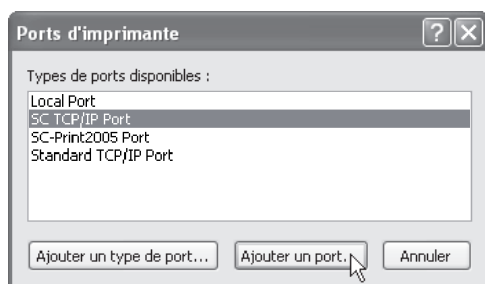 Ports d'imprimante
Types de ports disponibles :
Local Port
SC TCP/IP Port
SC-Print2005 Port
Standard TCP/IP Port
Ajouter un type de port... Ajouter un port... Annuler